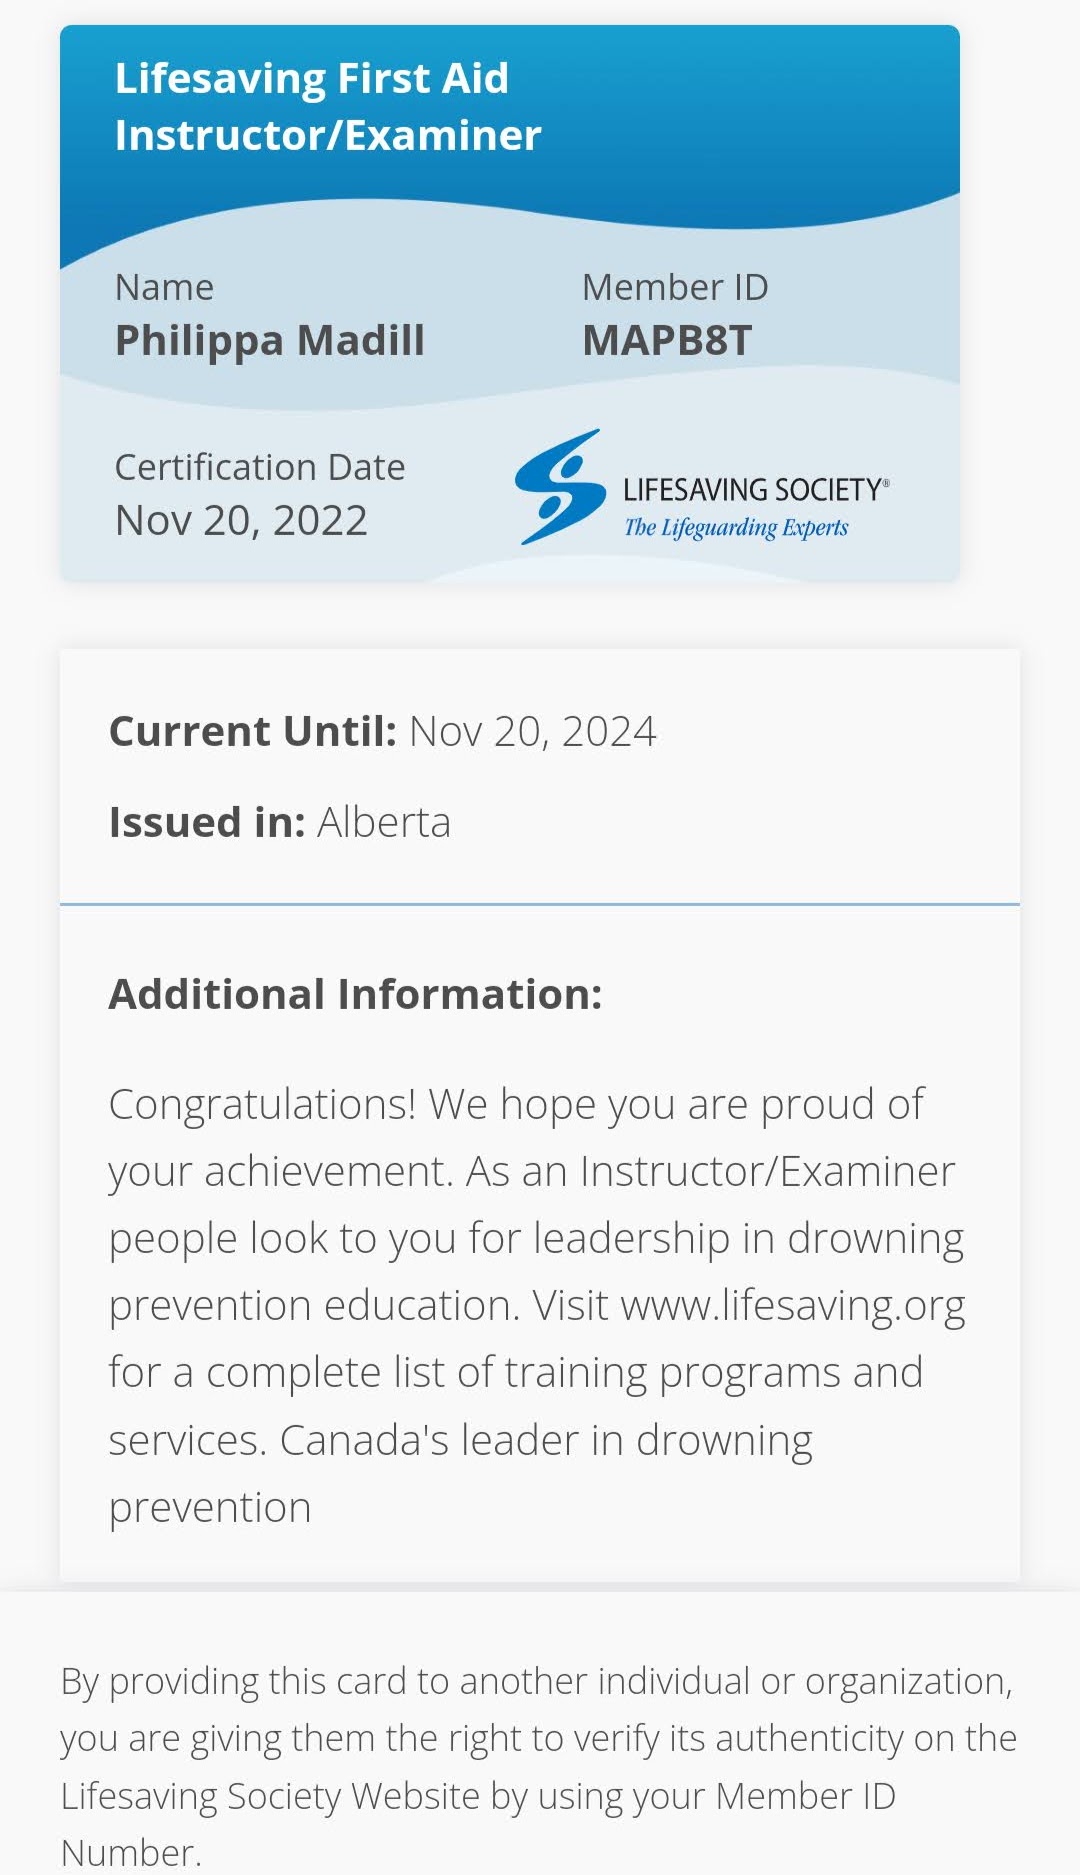 Lifesaving First Aid
Instructor/Examiner
Name
Philippa Madill
Member ID
MAPB8T
Certification Date
Nov 20, 2022
LIFESAVING SOCIETY®
The Lifeguarding Experts
Current Until: Nov 20, 2024
Issued in: Alberta
Additional Information:
Congratulations! We hope you are proud of
your achievement. As an Instructor/Examiner
people look to you for leadership in drowning
prevention education. Visit www.lifesaving.org
for a complete list of training programs and
services. Canada's leader in drowning
prevention
By providing this card to another individual or organization,
you are giving them the right to verify its authenticity on the
Lifesaving Society Website by using your Member ID
Number.